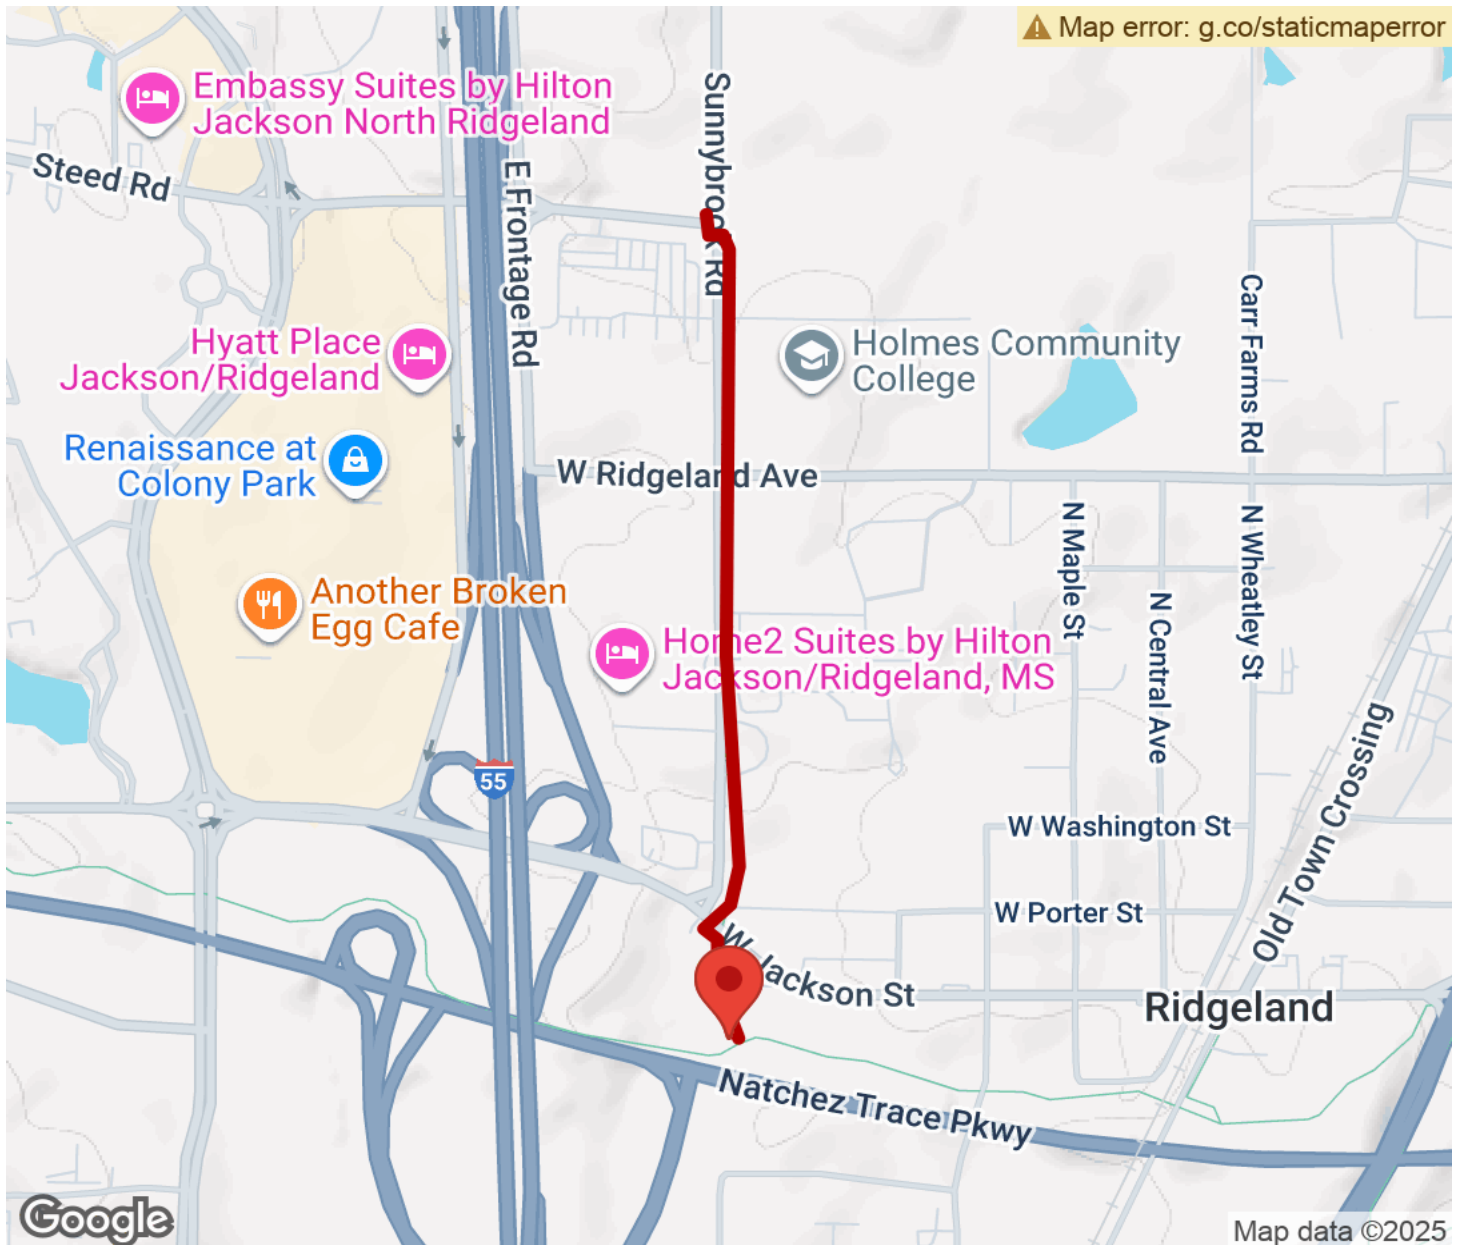 Map error: g.co/staticmaperror
Embassy Suites by Hilton
Jackson North Ridgeland
Steed Rd
E Frontage Rd
Sunnybrook Rd
Hyatt Place
Jackson/Ridgeland
Holmes Community
College
Carr Farms Rd
Renaissance at
Colony Park
W Ridgeland Ave
N Maple St
N Central Ave
N Wheatley St
Another Broken
Egg Cafe
Home2 Suites by Hilton
Jackson/Ridgeland, MS
55
Old Town Crossing
W Washington St
W Porter St
W Jackson St
Ridgeland
Natchez Trace Pkwy
Google
Map data ©2025